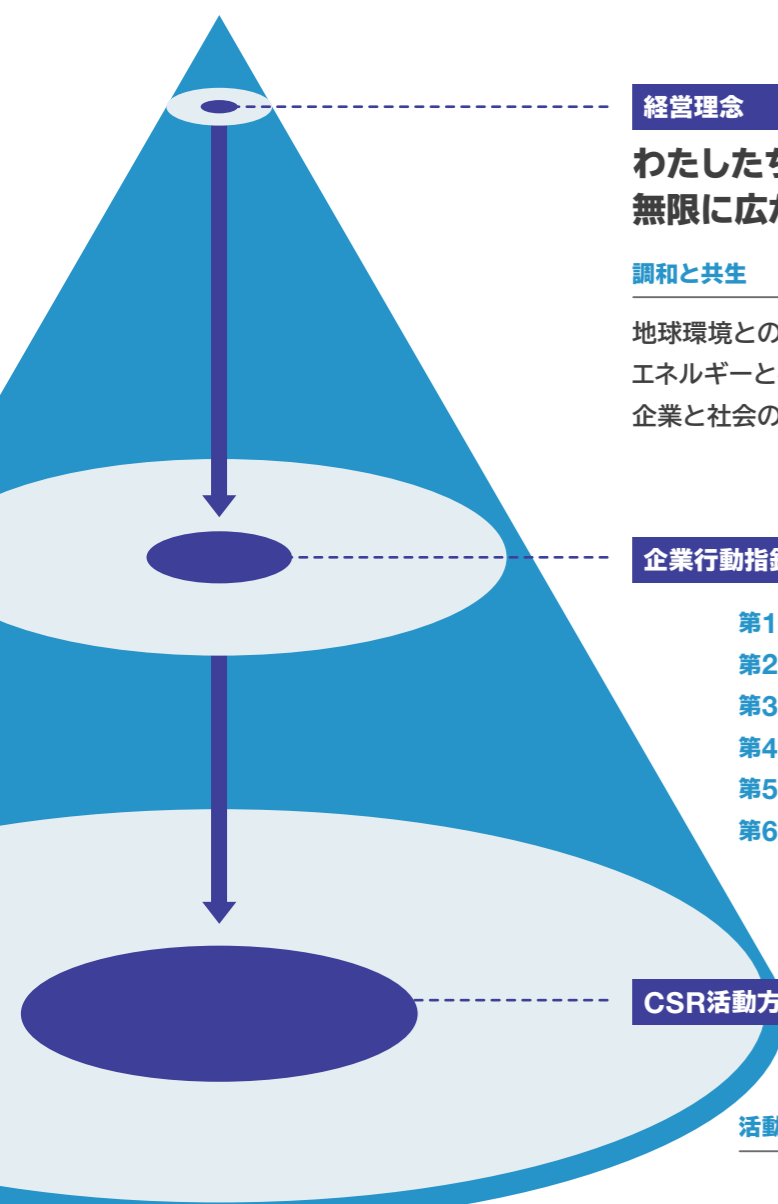 経営理念
わたした
無限に広
調和と共生
地球環境との
エネルギーと
企業と社会の
企業行動指
第1
第2
第3
第4
第5
第6
CSR活動方
活動